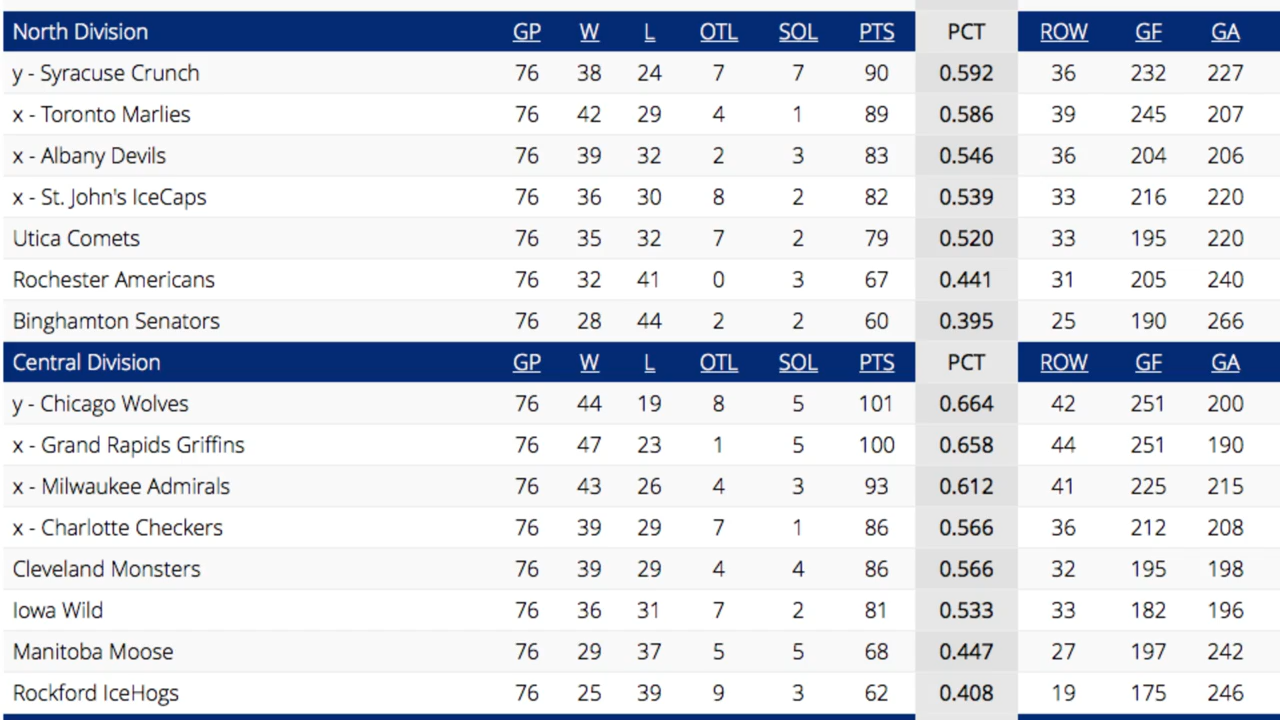 North Division GP W L OTL SOL PTS PCT ROW GF GA
y - Syracuse Crunch 76 38 24 7 7 90 0.592 36 232 227
x - Toronto Marlies 76 42 29 4 1 89 0.586 39 245 207
x - Albany Devils 76 39 32 2 3 83 0.546 36 204 206
x - St. John's IceCaps 76 36 30 8 2 82 0.539 33 216 220
Utica Comets 76 35 32 7 2 79 0.520 33 195 220
Rochester Americans 76 32 41 0 3 67 0.441 31 205 240
Binghamton Senators 76 28 44 2 2 60 0.395 25 190 266
Central Division GP W L OTL SOL PTS PCT ROW GF GA
y - Chicago Wolves 76 44 19 8 5 101 0.664 42 251 200
x - Grand Rapids Griffins 76 47 23 1 5 100 0.658 44 251 190
x - Milwaukee Admirals 76 43 26 4 3 93 0.612 41 225 215
x - Charlotte Checkers 76 39 29 7 1 86 0.566 36 212 208
Cleveland Monsters 76 39 29 4 4 86 0.566 32 195 198
Iowa Wild 76 36 31 7 2 81 0.533 33 182 196
Manitoba Moose 76 29 37 5 5 68 0.447 27 197 242
Rockford IceHogs 76 25 39 9 3 62 0.408 19 175 246